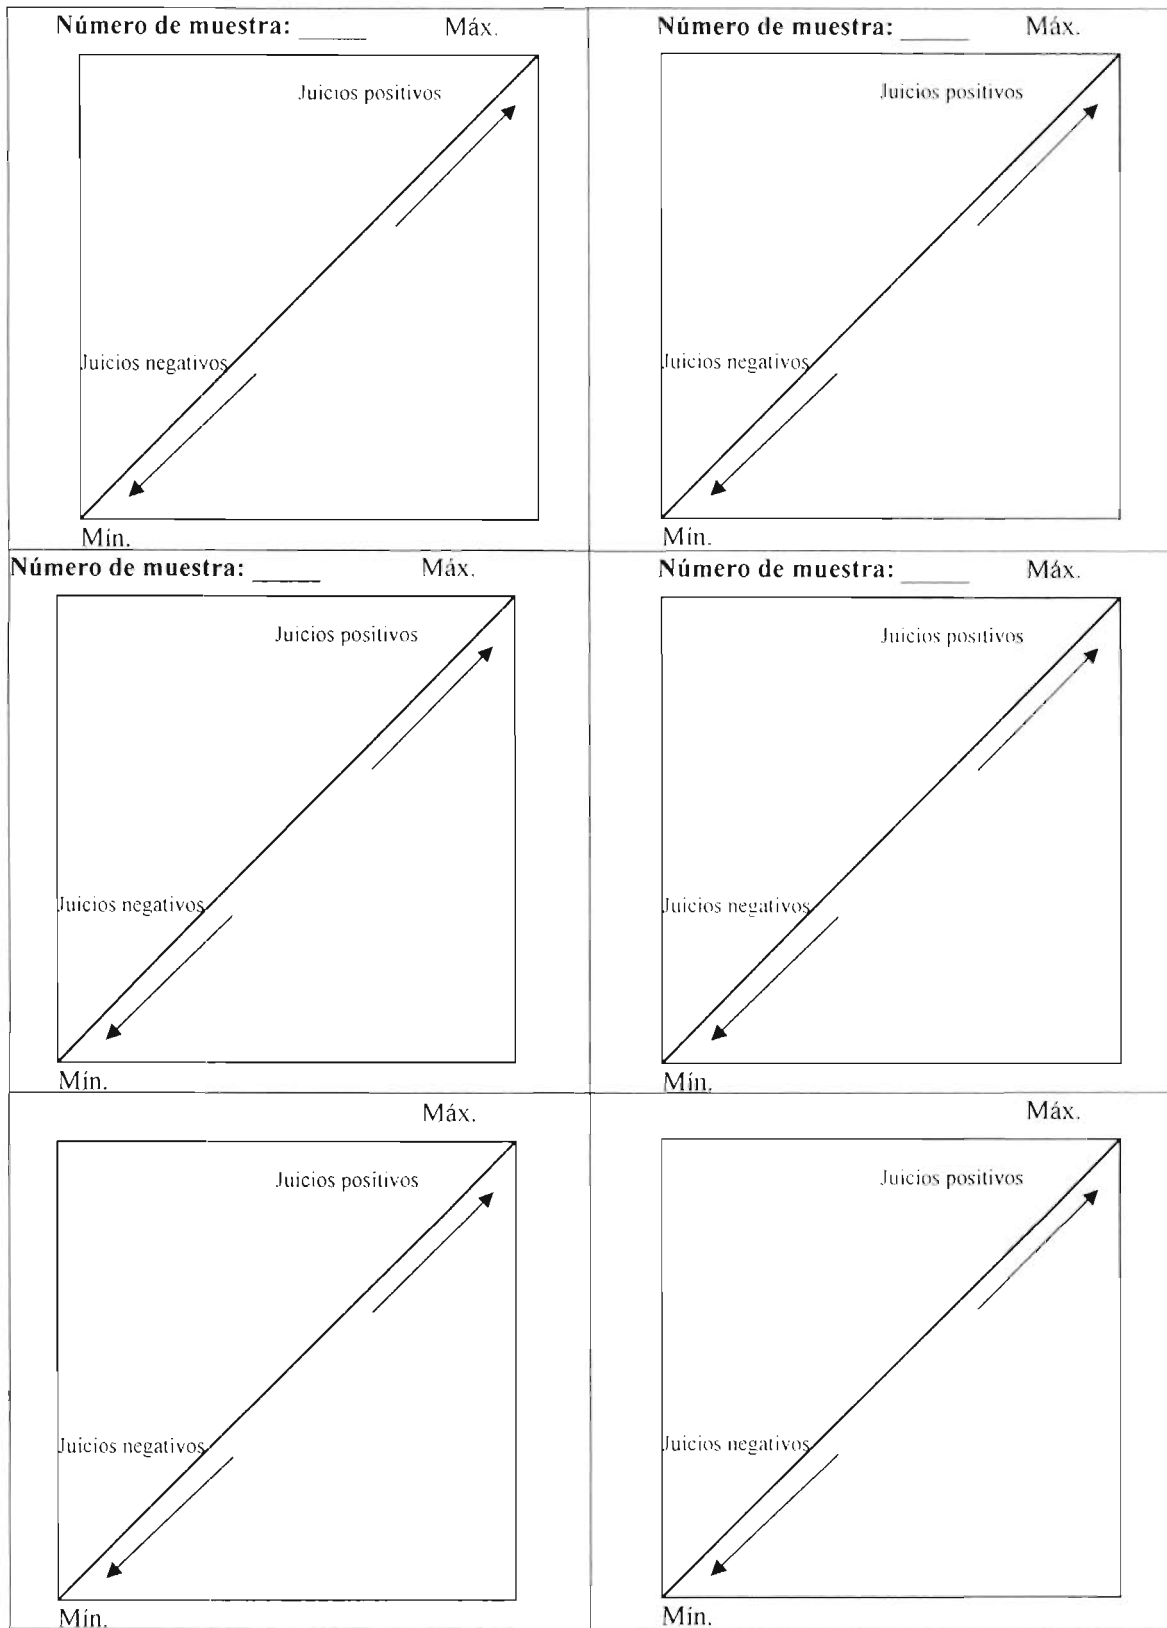 Número de muestra: _____ Máx.
Juicios positivos
Juicios negativos
Mín.
Número de muestra: _____ Máx.
Juicios positivos
Juicios negativos
Mín.
Número de muestra: _____ Máx.
Juicios positivos
Juicios negativos
Mín.
Número de muestra: _____ Máx.
Juicios positivos
Juicios negativos
Mín.
Máx.
Juicios positivos
Juicios negativos
Mín.
Máx.
Juicios positivos
Juicios negativos
Mín.